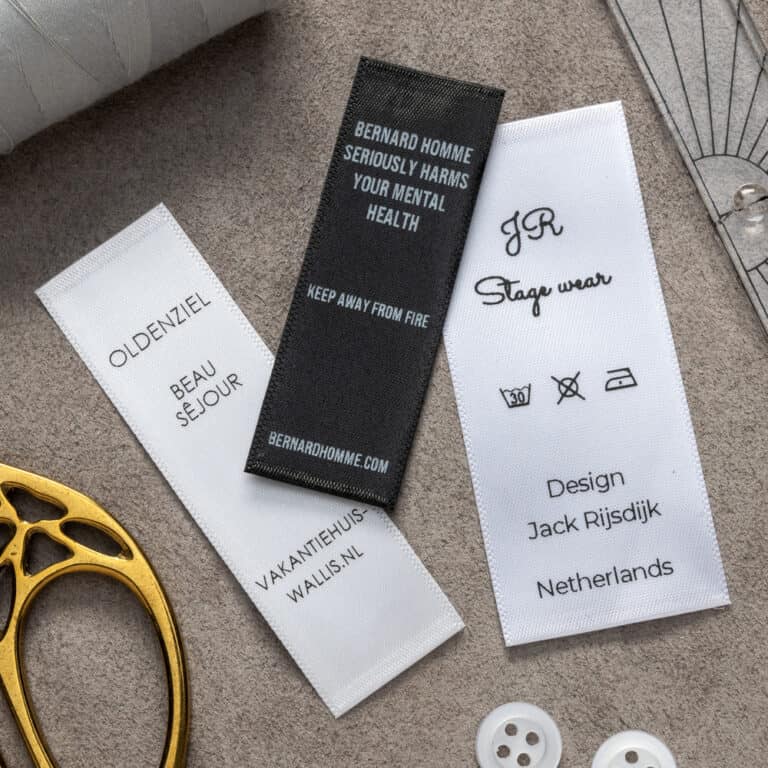 OLDENZIEL
BEAU
SÊJOUR
VAKANTIEHUIS-
WALLIS.NL
BERNARD HOMME
SERIOUSLY HARMS
YOUR MENTAL
HEALTH
KEEP AWAY FROM FIRE
BERNARDHOMME.COM
JR
Stage wear
30
Design
Jack Rijsdijk
Netherlands